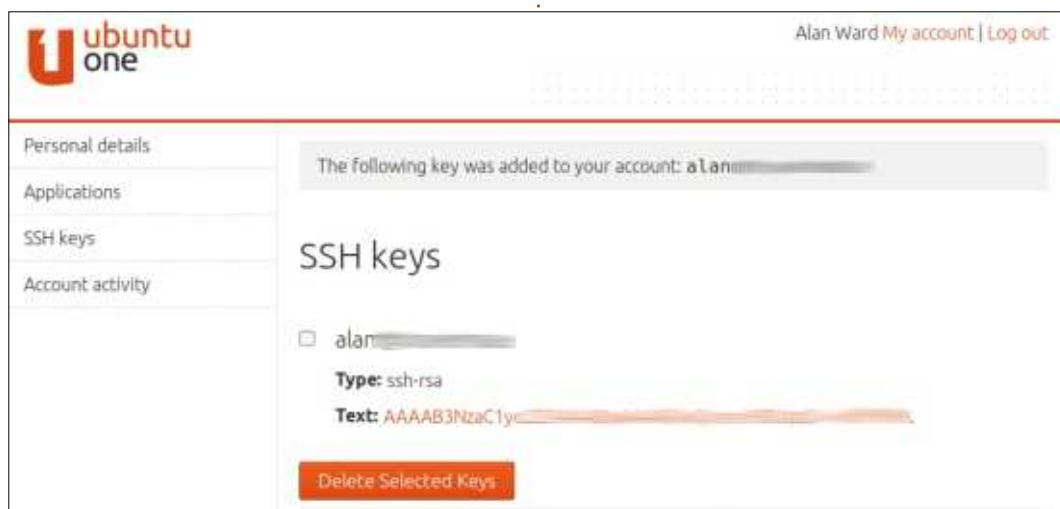 ubuntu
one
Alan Ward My account | Log out
Personal details
Applications
SSH keys
Account activity
The following key was added to your account: alan
SSH keys
alan
Type: ssh-rsa
Text: AAAAB3NzaC1y
Delete Selected Keys